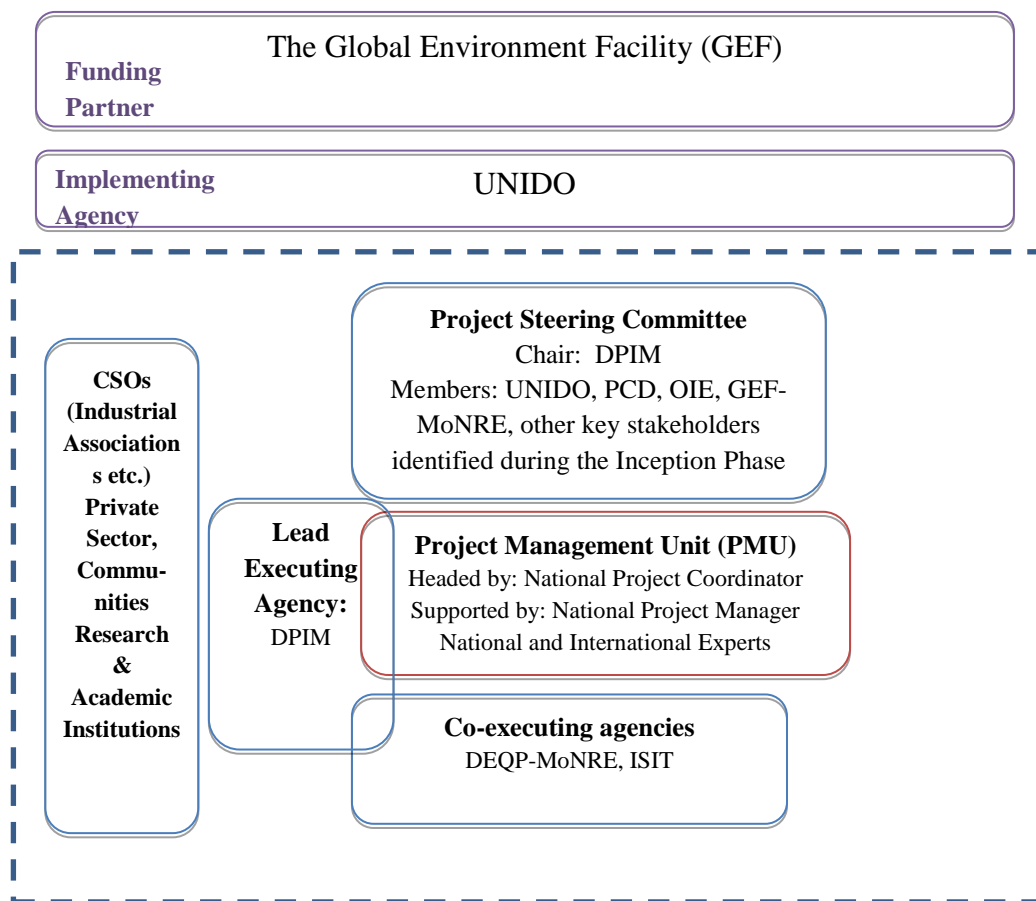 The Global Environment Facility (GEF)
Funding
Partner
Implementing
Agency
UNIDO
Project Steering Committee
Chair: DPIM
Members: UNIDO, PCD, OIE, GEF-
MoNRE, other key stakeholders
identified during the Inception Phase
CSOs
(Industrial
Association
s etc.)
Private
Sector,
Commu-
nities
Research
&
Academic
Institutions
Lead
Executing
Agency:
DPIM
Project Management Unit (PMU)
Headed by: National Project Coordinator
Supported by: National Project Manager
National and International Experts
Co-executing agencies
DEQP-MoNRE, ISIT